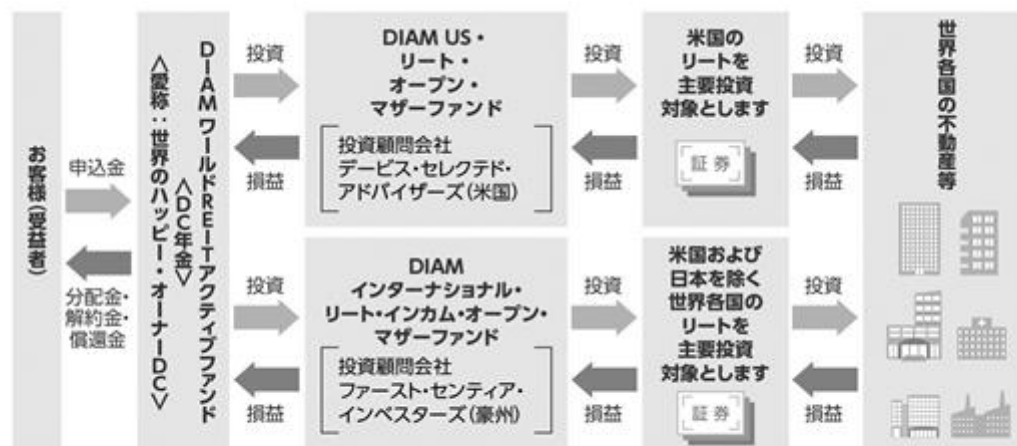 お客様(受益者)
申込金
分配金・
解約金・
償還金
DIAMワールドREITアクティブファンド
<DC年金>
<愛称:世界のハッピー・オーナーDC>
投資
損益
DIAM US・
リート・
オープン・
マザーファンド
投資顧問会社
デービス・セレクテド・
アドバイザーズ(米国)
投資
損益
米国の
リートを
主要投資
対象とします
証券
投資
損益
投資
損益
DIAM
インターナショナル・
リート・インカム・オープン・
マザーファンド
投資顧問会社
ファースト・センティア・
インベスターズ(豪州)
投資
損益
米国および
日本を除く
世界各国の
リートを
主要投資
対象とします
証券
投資
損益
世界各国の不動産等